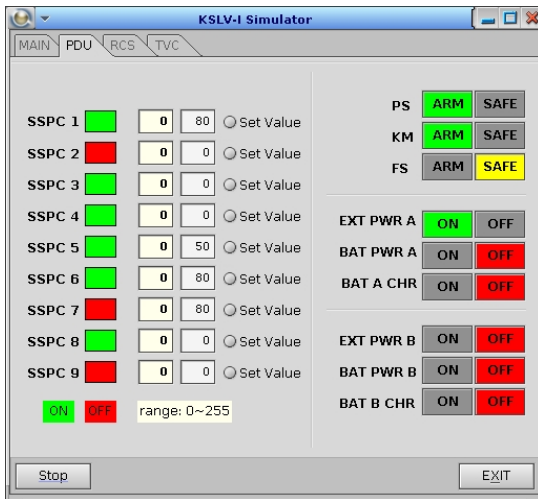 KSLV-I Simulator
MAIN PDU RCS TVC
SSPC 1 0 80 Set Value
SSPC 2 0 0 Set Value
SSPC 3 0 0 Set Value
SSPC 4 0 0 Set Value
SSPC 5 0 50 Set Value
SSPC 6 0 80 Set Value
SSPC 7 0 80 Set Value
SSPC 8 0 0 Set Value
SSPC 9 0 0 Set Value
ON OFF range: 0~255
PS ARM SAFE
KM ARM SAFE
FS ARM SAFE
EXT PWR A ON OFF
BAT PWR A ON OFF
BAT A CHR ON OFF
EXT PWR B ON OFF
BAT PWR B ON OFF
BAT B CHR ON OFF
Stop EXIT